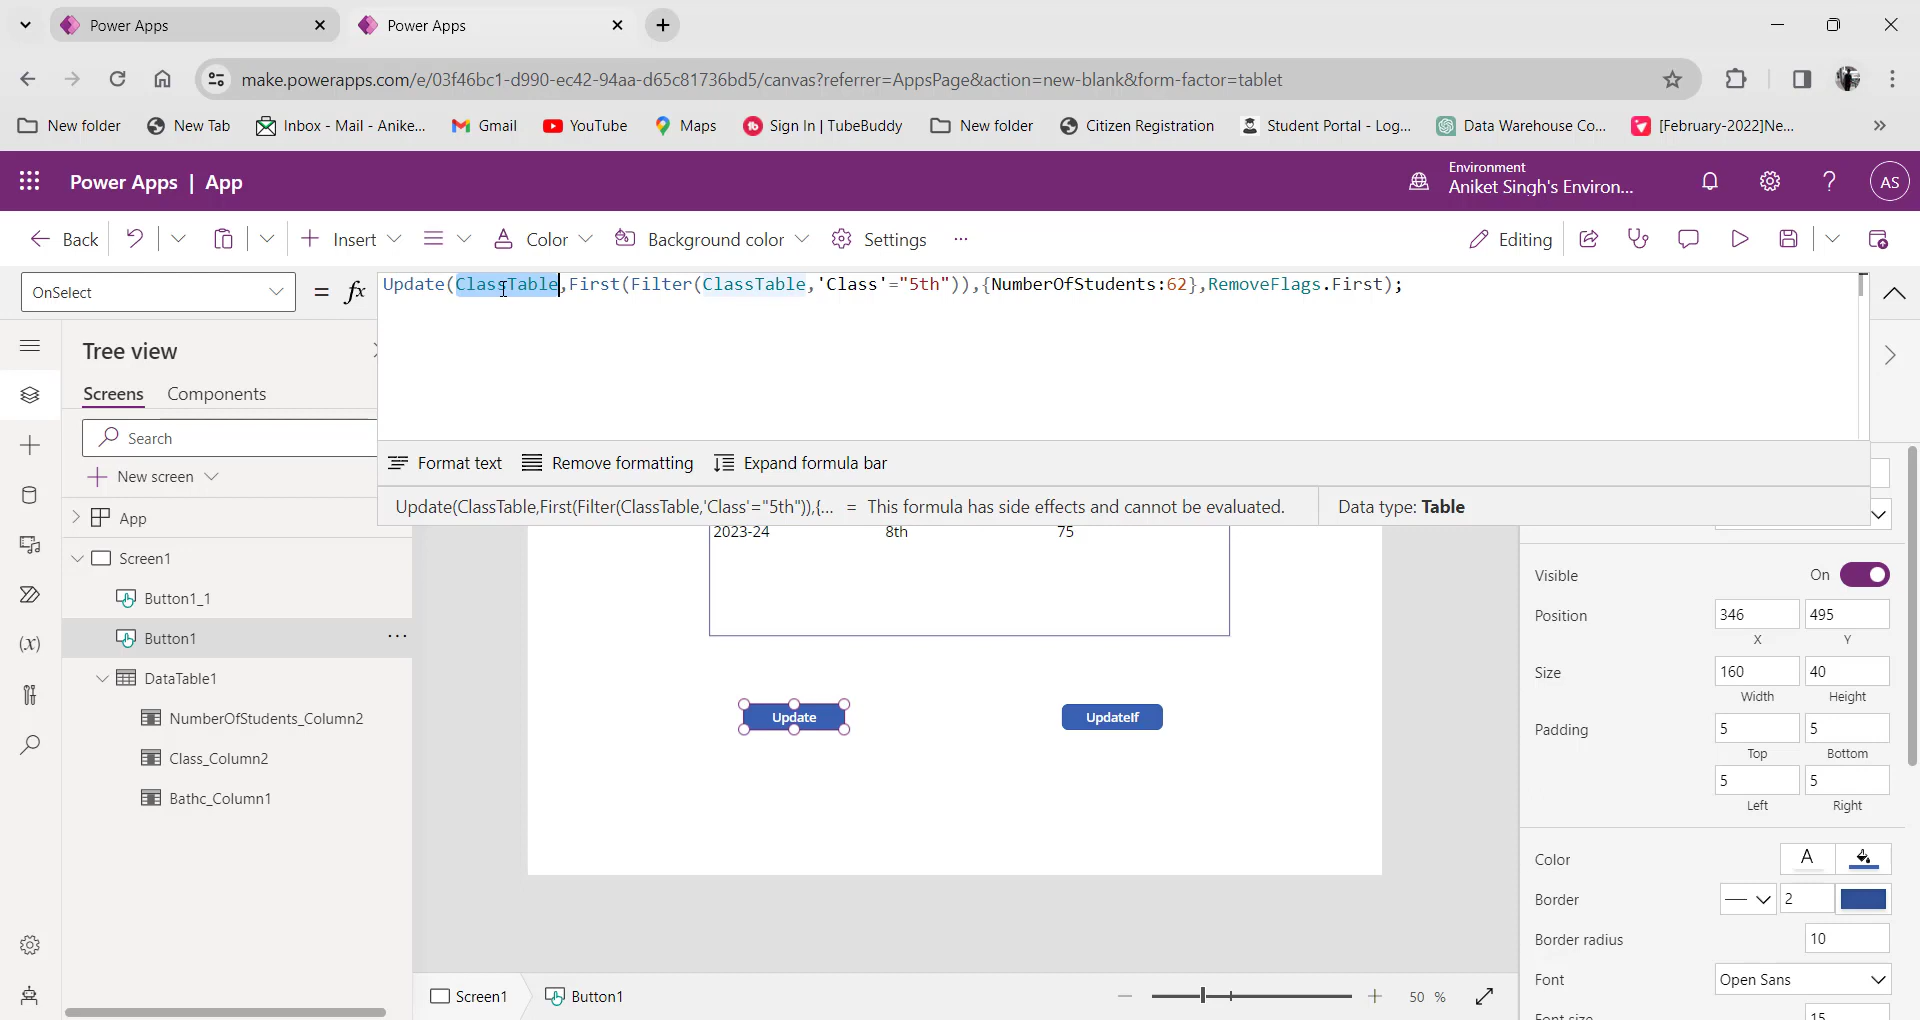 Power Apps
Power Apps
make.powerapps.com/e/03f46bc1-d990-ec42-94aa-d65c81736bd5/canvas?referrer=AppsPage&action=new-blank&form-factor=tablet
New folder
New Tab
Inbox - Mail - Anike...
Gmail
YouTube
Maps
Sign In | TubeBuddy
New folder
Citizen Registration
Student Portal - Log...
Data Warehouse Co...
[February-2022]Ne...
Power Apps | App
Environment
Aniket Singh's Environ...
AS
Back
Insert
Color
Background color
Settings
Editing
OnSelect
= fx
Update(ClassTable,First(Filter(ClassTable,'Class'="5th")),{NumberOfStudents:62},RemoveFlags.First);
Format text
Remove formatting
Expand formula bar
Update(ClassTable,First(Filter(ClassTable,'Class'="5th")),{... = This formula has side effects and cannot be evaluated.
Data type: Table
Tree view
Screens
Components
Search
New screen
App
Screen1
Button1_1
Button1
DataTable1
NumberOfStudents_Column2
Class_Column2
Bathc_Column1
2023-24 8th 75
Update
UpdateIf
Visible
On
Position
346 495
X Y
Size
160 40
Width Height
Padding
5 5
Top Bottom
5 5
Left Right
Color
A
Border
2
Border radius
10
Font
Open Sans
Font size
15
Screen1
Button1
50 %